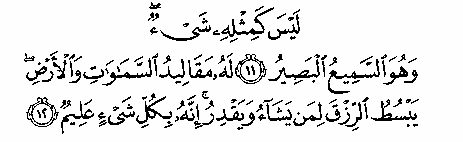 لَيْسَ كَمِثْلِهِۦ شَىْءٌۖ
وَهُوَ ٱلسَّمِيعُ ٱلْبَصِيرُ ١١ لَهُۥ مَقَالِيدُ ٱلسَّمَٰوَٰتِ وَٱلْأَرْضِۖ
يَبْسُطُ ٱلرِّزْقَ لِمَن يَشَآءُ وَيَقْدِرُۚ إِنَّهُۥ بِكُلِّ شَىْءٍ عَلِيمٌ ١٢